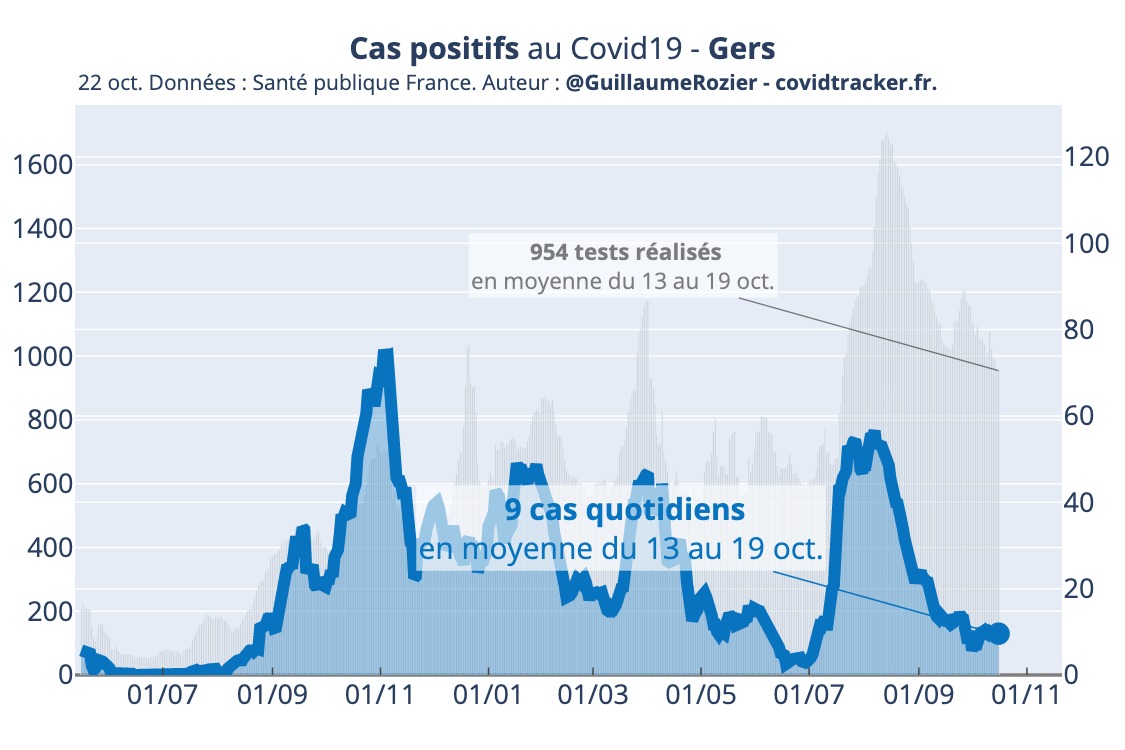 Cas positifs au Covid19 - Gers
22 oct. Données : Santé publique France. Auteur : @GuillaumeRozier - covidtracker.fr.
1600
1400
1200
1000
800
600
400
200
0
120
100
80
60
40
20
0
954 tests réalisés
en moyenne du 13 au 19 oct.
9 cas quotidiens
en moyenne du 13 au 19 oct.
01/07 01/09 01/11 01/01 01/03 01/05 01/07 01/09 01/11